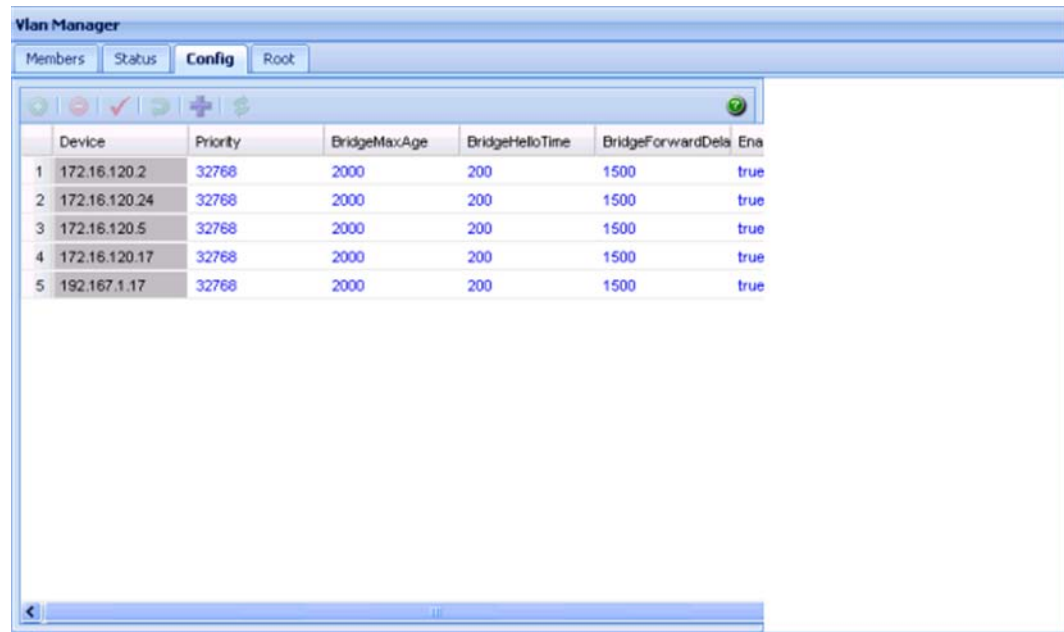 Vlan Manager
Members Status Config Root
Device Priority BridgeMaxAge BridgeHelloTime BridgeForwardDela Ena
1 172.16.120.2 32768 2000 200 1500 true
2 172.16.120.24 32768 2000 200 1500 true
3 172.16.120.5 32768 2000 200 1500 true
4 172.16.120.17 32768 2000 200 1500 true
5 192.167.1.17 32768 2000 200 1500 true